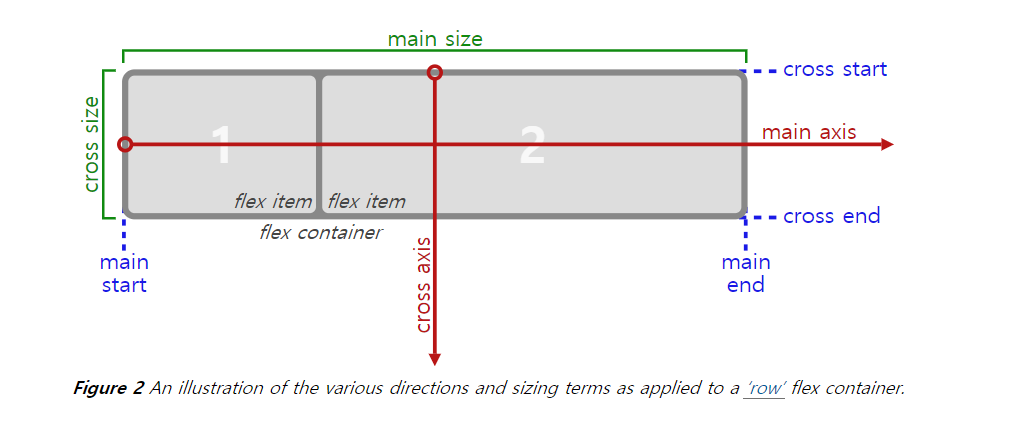 main size
cross start
cross size
1
2
main axis
flex item
flex item
cross end
flex container
cross axis
main
start
main
end
Figure 2 An illustration of the various directions and sizing terms as applied to a ‘row’ flex container.